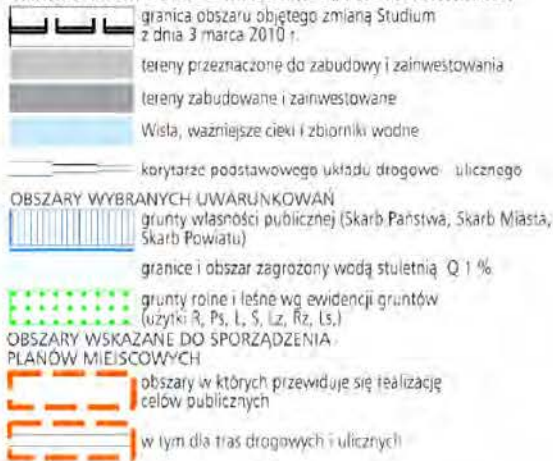 granica obszaru objętego zmianą Studium
z dnia 3 marca 2010 r.
tereny przeznaczone do zabudowy i zainwestowania
tereny zabudowane i zainwestowane
Wisła, ważniejsze cieki i zbiorniki wodne
korytarze podstawowego układu drogowo - ulicznego
OBSZARY WYBRANYCH UWARUNKOWAŃ
grunty własności publicznej (Skarb Państwa, Skarb Miasta,
Skarb Powiatu)
granice i obszar zagrożony wodą stuletnią Q 1 %
grunty rolne i leśne wg ewidencji gruntów
(użytki R, Ps, Ł, S, Lz, Rz, Ls,)
OBSZARY WSKAZANE DO SPORZĄDZENIA
PLANÓW MIEJSCOWYCH
obszary w których przewiduje się realizację
celów publicznych
w tym dla tras drogowych i ulicznych